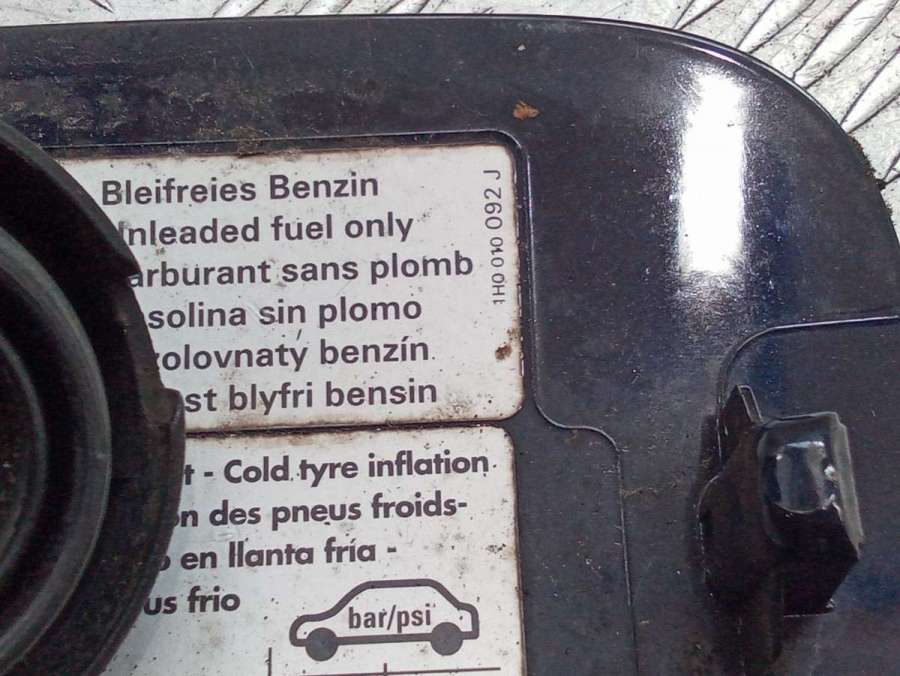 Bleifreies Benzin
nleaded fuel only
arburant sans plomb
solina sin plomo
olovnatý benzín
st blyfri bensin
1H0 010 092 J
t - Cold tyre inflation
on des pneus froids-
en llanta fría -
us frio
bar/psi